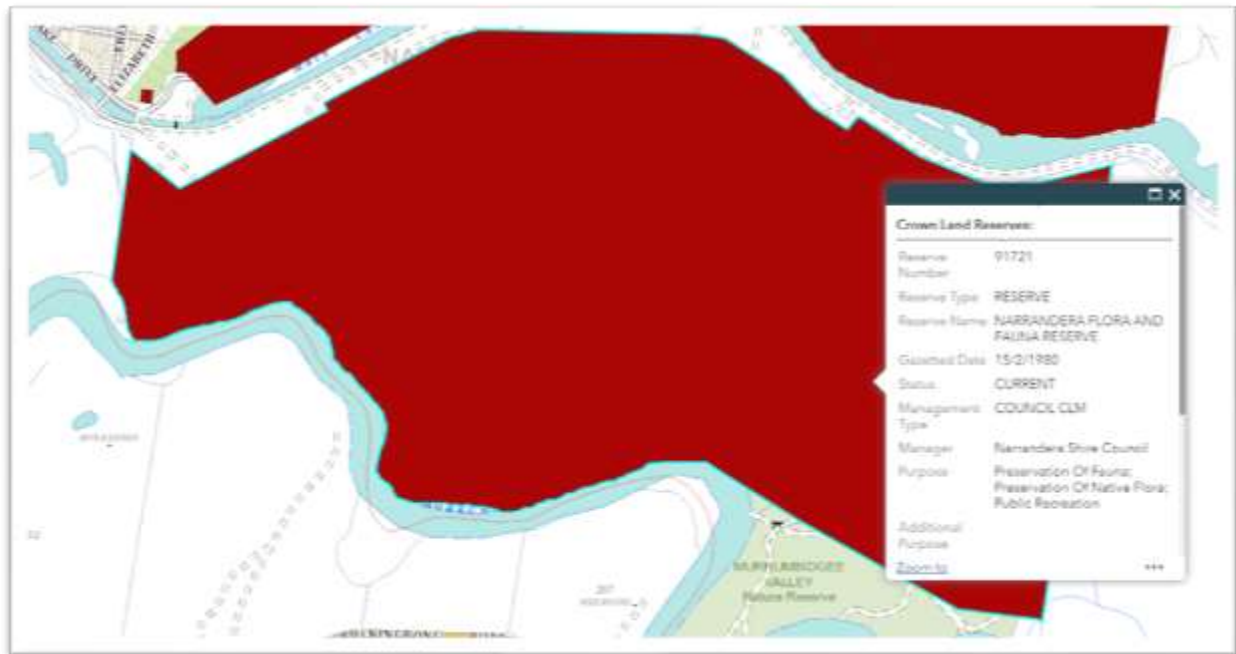 DRIVE
ELIZABETH
NA
Crown Land Reserves:
Reserve Number 91721
Reserve Type RESERVE
Reserve Name NARRANDERA FLORA AND
FAUNA RESERVE
Gazetted Date 15/2/1980
Status CURRENT
Management Type COUNCIL CLM
Manager Narrandera Shire Council
Purpose Preservation Of Fauna;
Preservation Of Native Flora;
Public Recreation
Additional Purpose
Zoom to
MURRUMBIDGEE
VALLEY
Nature Reserve